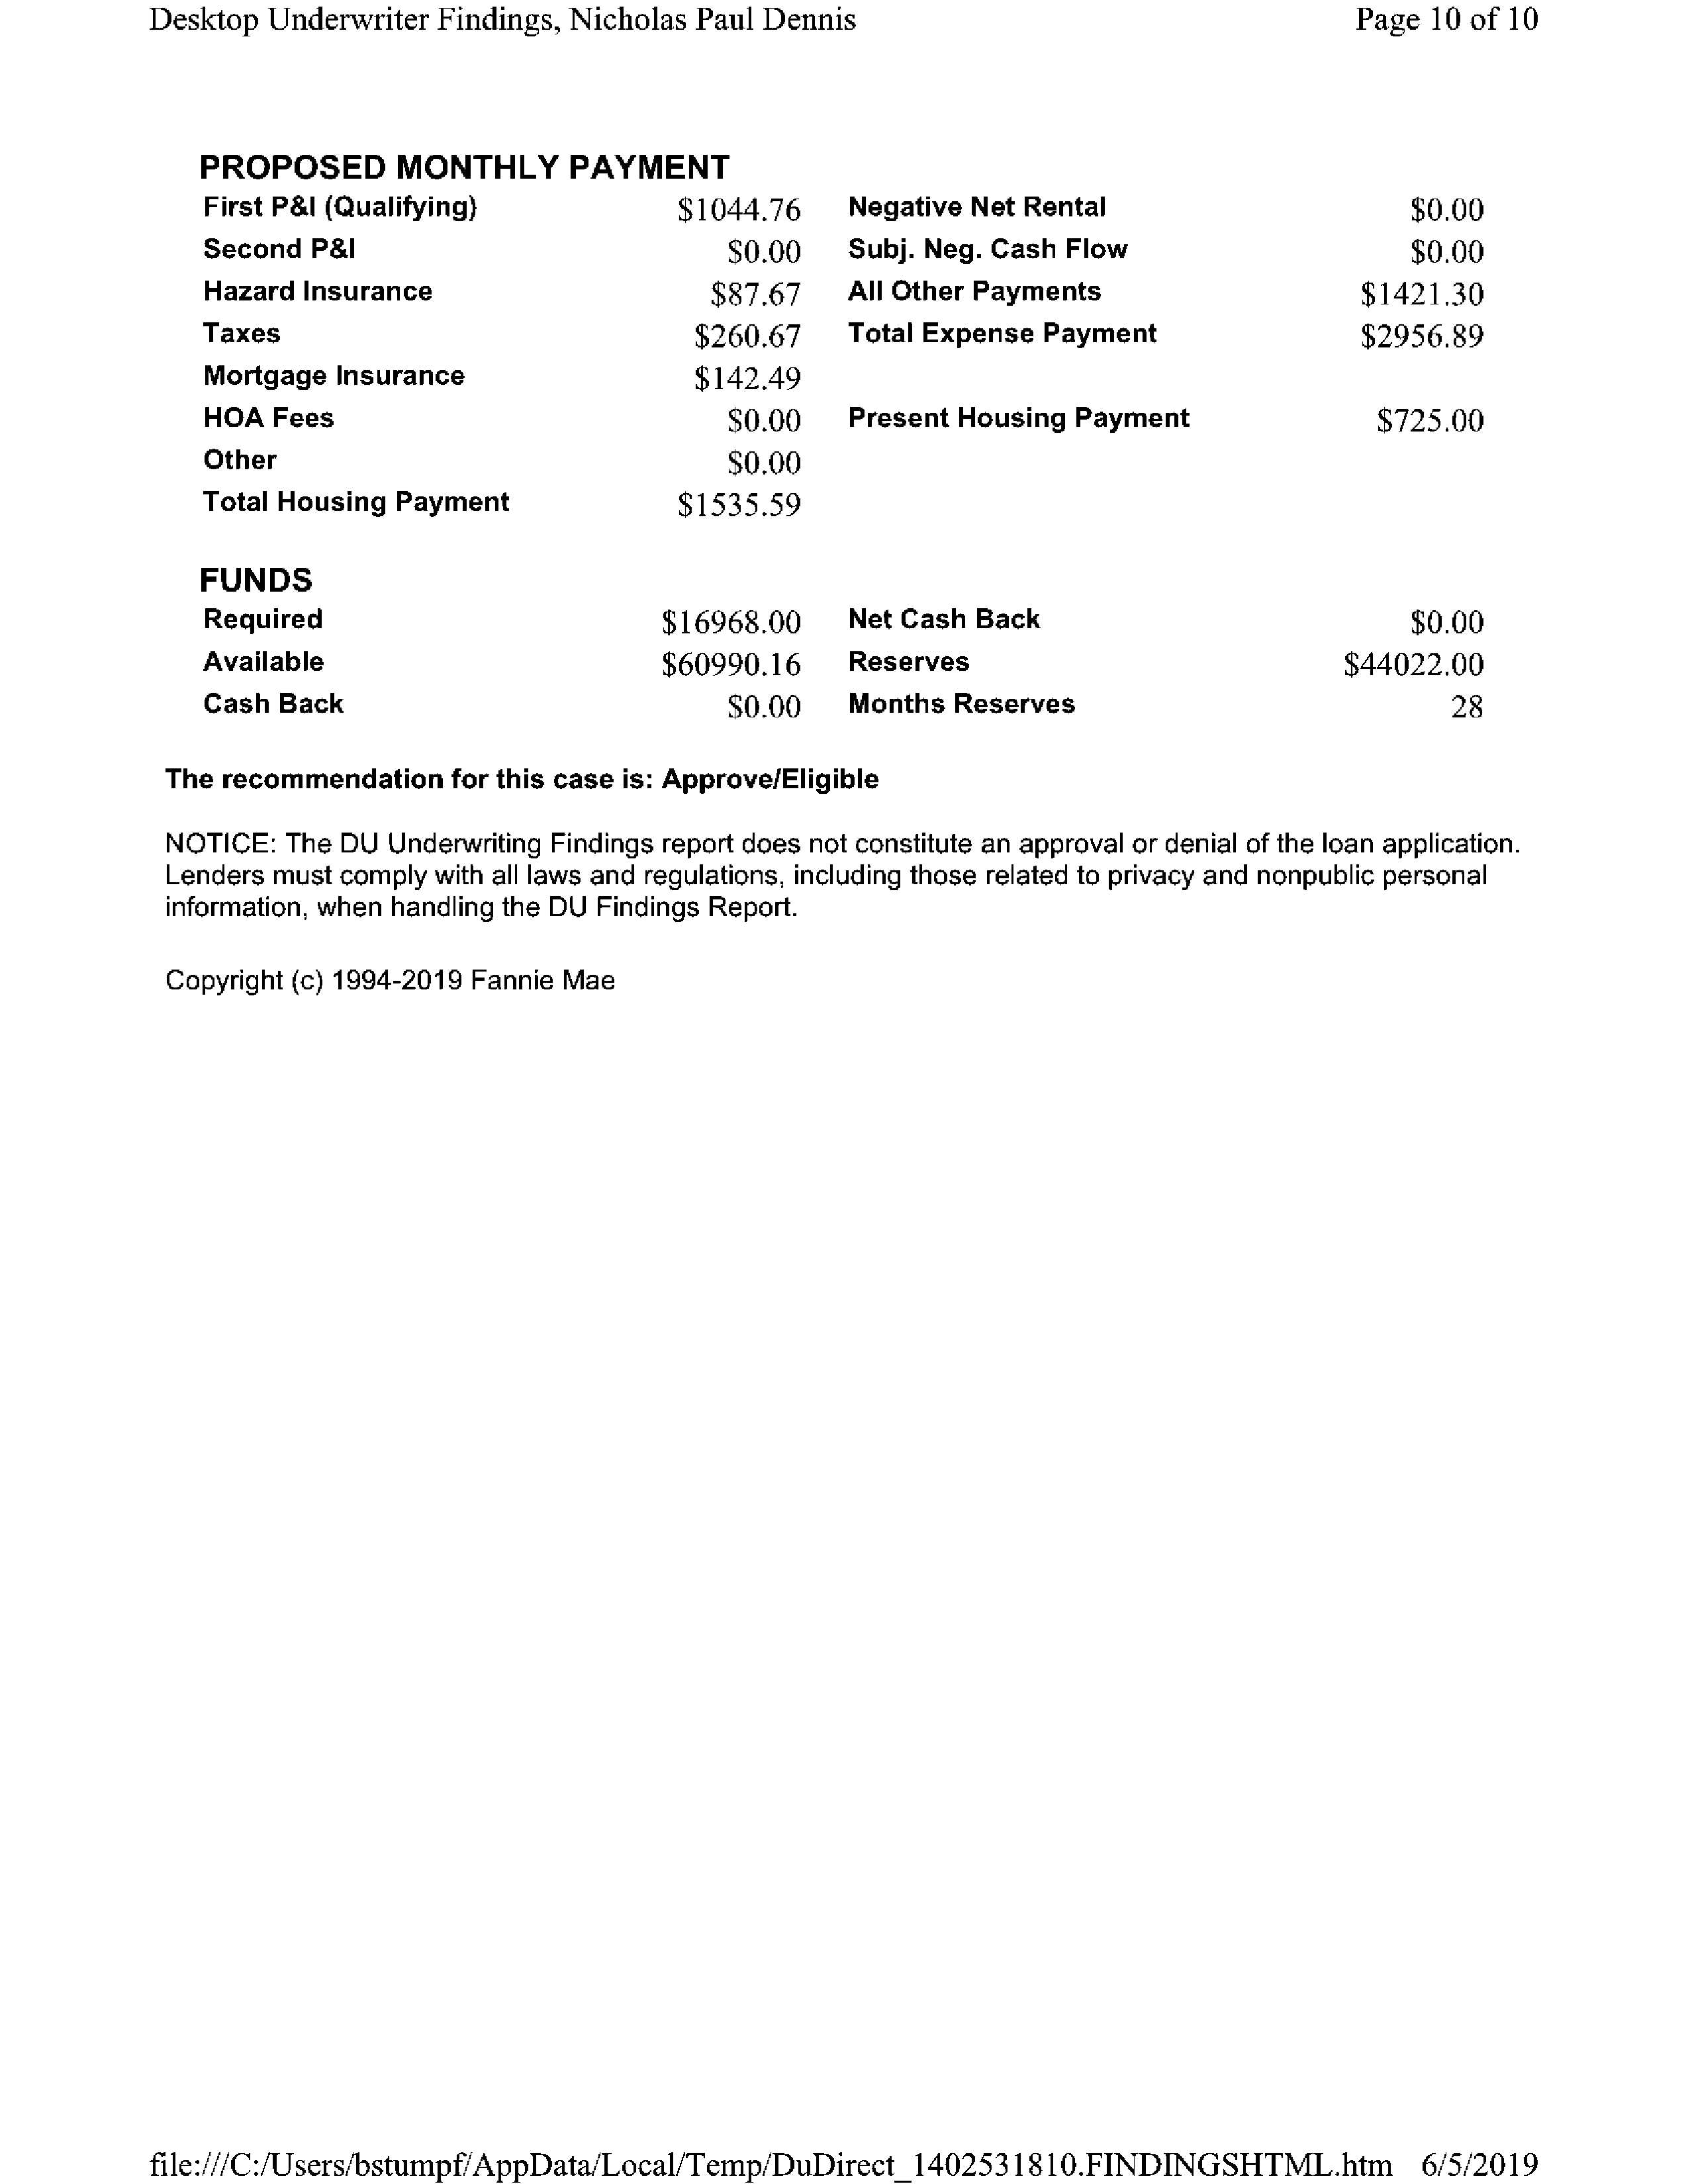 Desktop Underwriter Findings, Nicholas Paul Dennis Page 10 of 10
PROPOSED MONTHLY PAYMENT
First P&I (Qualifying) $1044.76 Negative Net Rental $0.00
Second P&I $0.00 Subj. Neg. Cash Flow $0.00
Hazard Insurance $87.67 All Other Payments $1421.30
Taxes $260.67 Total Expense Payment $2956.89
Mortgage Insurance $142.49
HOA Fees $0.00 Present Housing Payment $725.00
Other $0.00
Total Housing Payment $1535.59
FUNDS
Required $16968.00 Net Cash Back $0.00
Available $60990.16 Reserves $44022.00
Cash Back $0.00 Months Reserves 28
The recommendation for this case is: Approve/Eligible
NOTICE: The DU Underwriting Findings report does not constitute an approval or denial of the loan application.
Lenders must comply with all laws and regulations, including those related to privacy and nonpublic personal
information, when handling the DU Findings Report.
Copyright (c) 1994-2019 Fannie Mae
file:///C:/Users/bstumpf/AppData/Local/Temp/DuDirect_1402531810.FINDINGSHTML.htm 6/5/2019